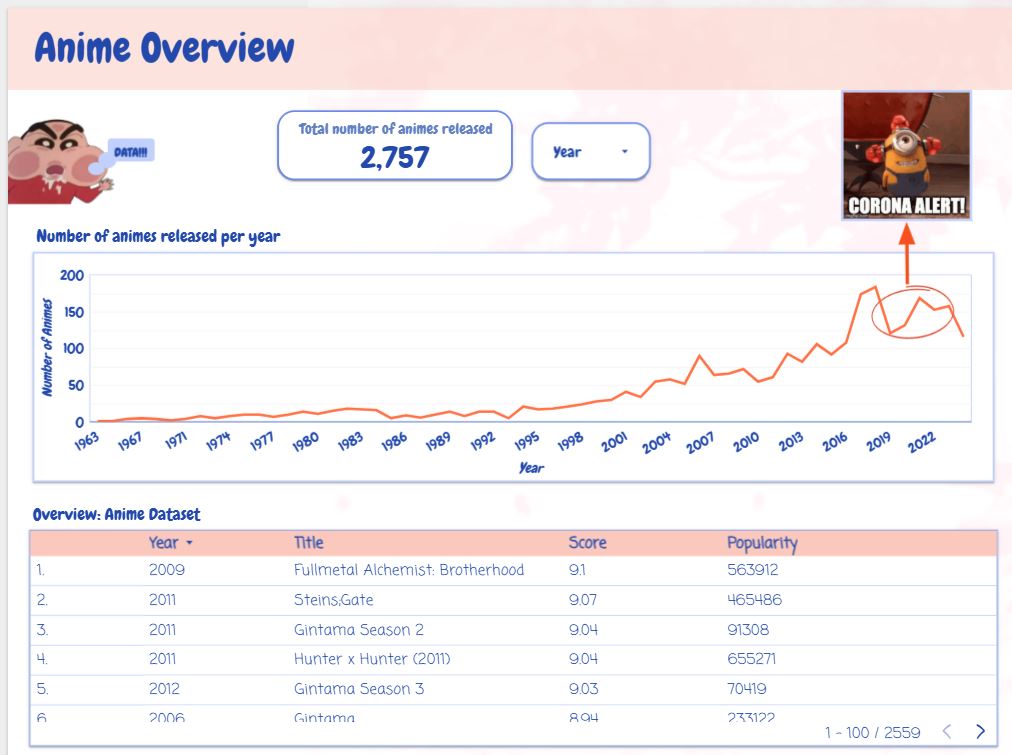 Anime Overview
DATA!!!
Total number of animes released
2,757
Year
CORONA ALERT!
Number of animes released per year
200
150
100
50
0
Number of Animes
1963 1967 1971 1974 1977 1980 1983 1986 1989 1992 1995 1998 2001 2004 2007 2010 2013 2016 2019 2022
Year
Overview: Anime Dataset
Year Title Score Popularity
1. 2009 Fullmetal Alchemist: Brotherhood 9.1 563912
2. 2011 Steins;Gate 9.07 465486
3. 2011 Gintama Season 2 9.04 91308
4. 2011 Hunter x Hunter (2011) 9.04 655271
5. 2012 Gintama Season 3 9.03 70419
6. 2006 Gintama 8.94 233122
1 - 100 / 2559